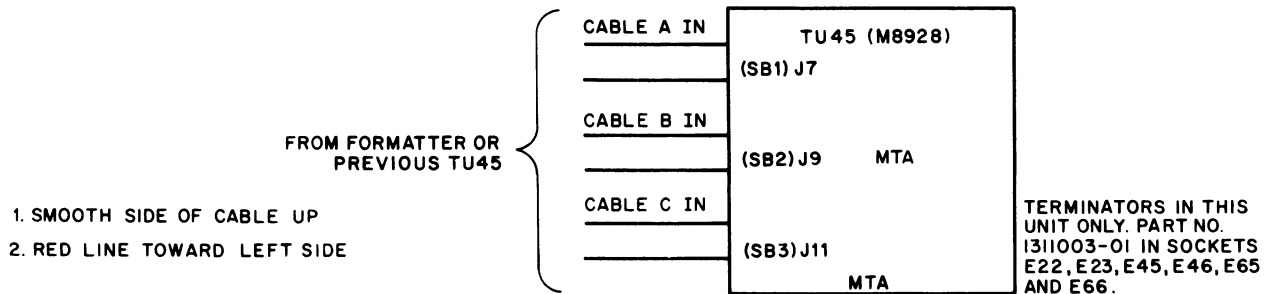 CABLE A IN
TU45 (M8928)
(SB1) J7
CABLE B IN
FROM FORMATTER OR
PREVIOUS TU45
(SB2) J9 MTA
CABLE C IN
1. SMOOTH SIDE OF CABLE UP
2. RED LINE TOWARD LEFT SIDE
(SB3) J11
MTA
TERMINATORS IN THIS
UNIT ONLY. PART NO.
1311003-01 IN SOCKETS
E22, E23, E45, E46, E65
AND E66.